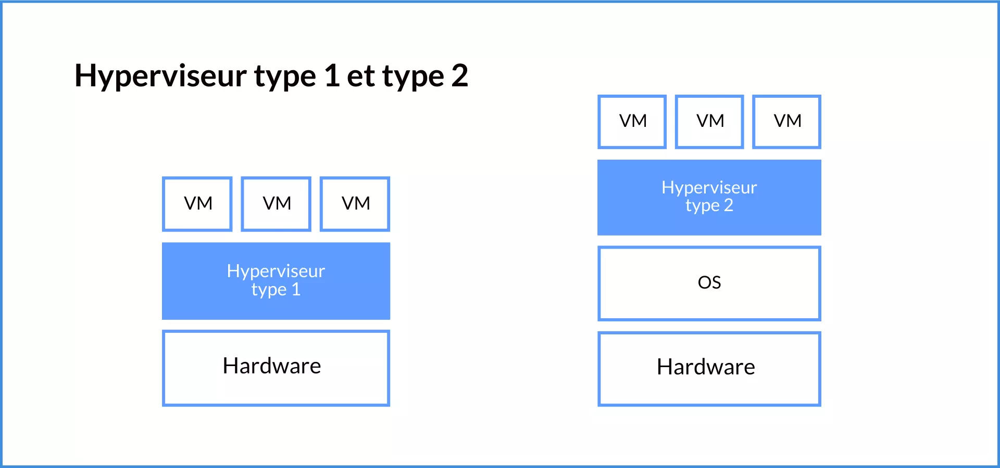 Hyperviseur type 1 et type 2
VM VM VM
Hyperviseur
type 1
Hardware
VM VM VM
Hyperviseur
type 2
OS
Hardware